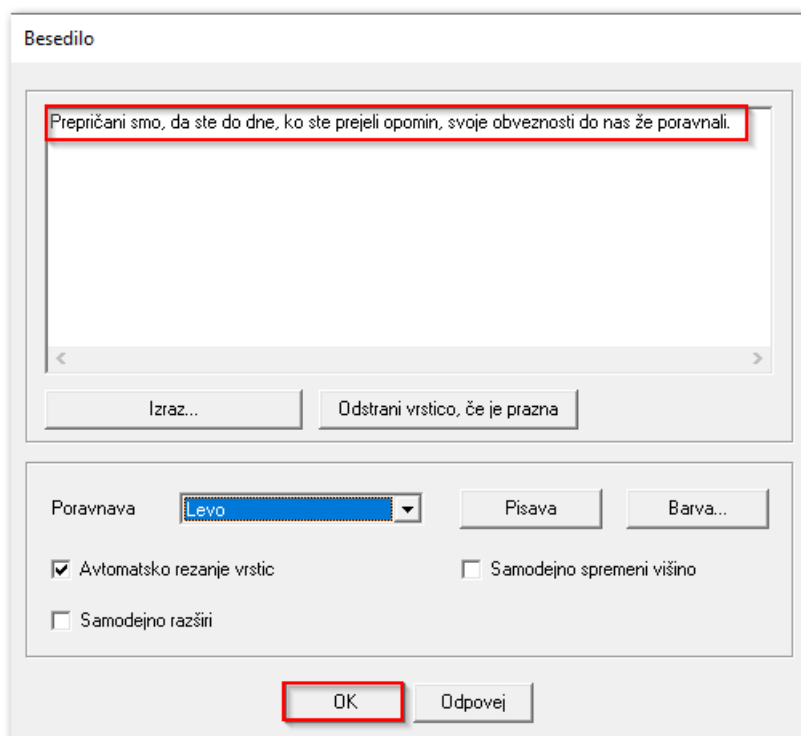 Besedilo
Prepričani smo, da ste do dne, ko ste prejeli opomin, svoje obveznosti do nas že poravnali.
Izraz... Odstrani vrstico, če je prazna
Poravnava Levo Pisava Barva...
Avtomatsko rezanje vrstic Samodejno spremeni višino
Samodejno razširi
OK Odpovej